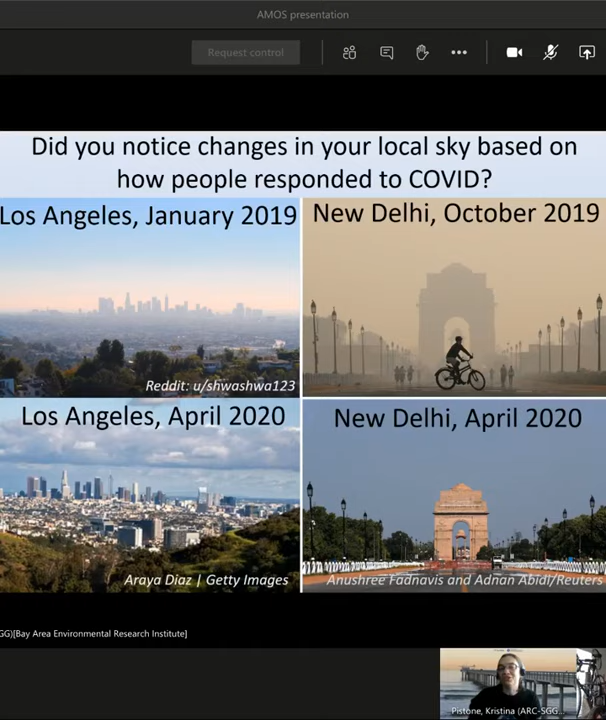 AMOS presentation
Request control
Did you notice changes in your local sky based on
how people responded to COVID?
Los Angeles, January 2019
New Delhi, October 2019
Reddit: u/shwashwa123
Los Angeles, April 2020
New Delhi, April 2020
Araya Diaz | Getty Images
Anushree Fadnavis and Adnan Abidi/Reuters
GG)[Bay Area Environmental Research Institute]
Pistone, Kristina (ARC-SGG...